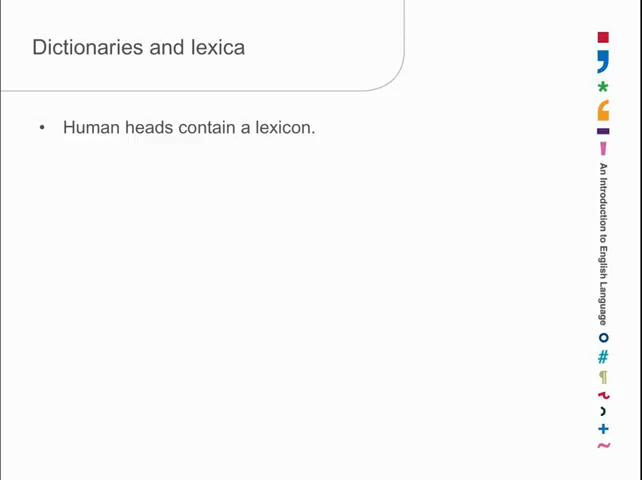 Dictionaries and lexica
• Human heads contain a lexicon.
An Introduction to English Language